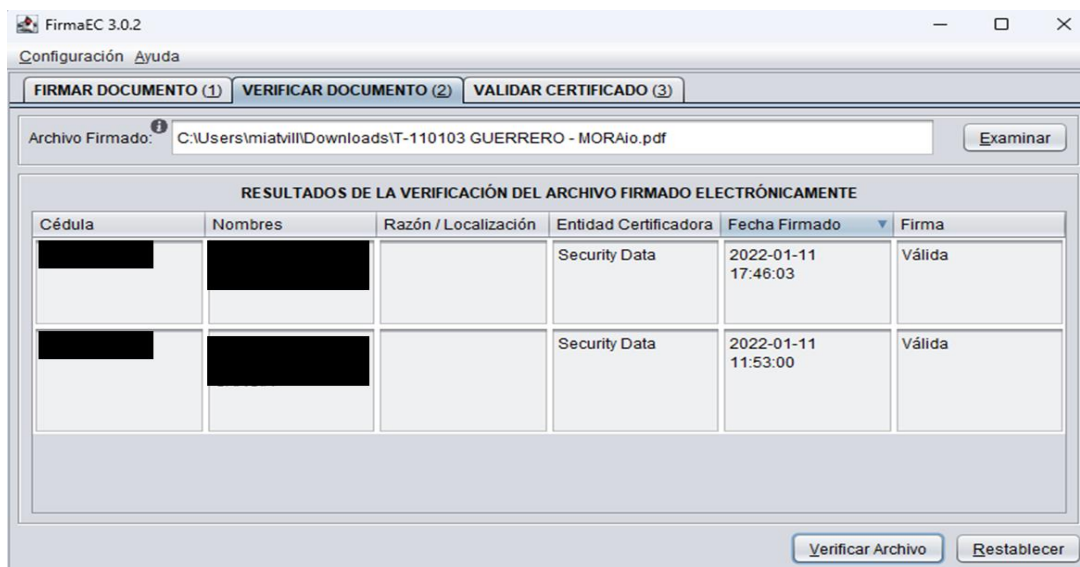 FirmaEC 3.0.2
Configuración Ayuda
FIRMAR DOCUMENTO (1) VERIFICAR DOCUMENTO (2) VALIDAR CERTIFICADO (3)
Archivo Firmado: C:\Users\miatvill\Downloads\T-110103 GUERRERO - MORAio.pdf Examinar
RESULTADOS DE LA VERIFICACIÓN DEL ARCHIVO FIRMADO ELECTRÓNICAMENTE
Cédula Nombres Razón / Localización Entidad Certificadora Fecha Firmado Firma
Security Data 2022-01-11 Válida
17:46:03
Security Data 2022-01-11 Válida
11:53:00
Verificar Archivo Restablecer